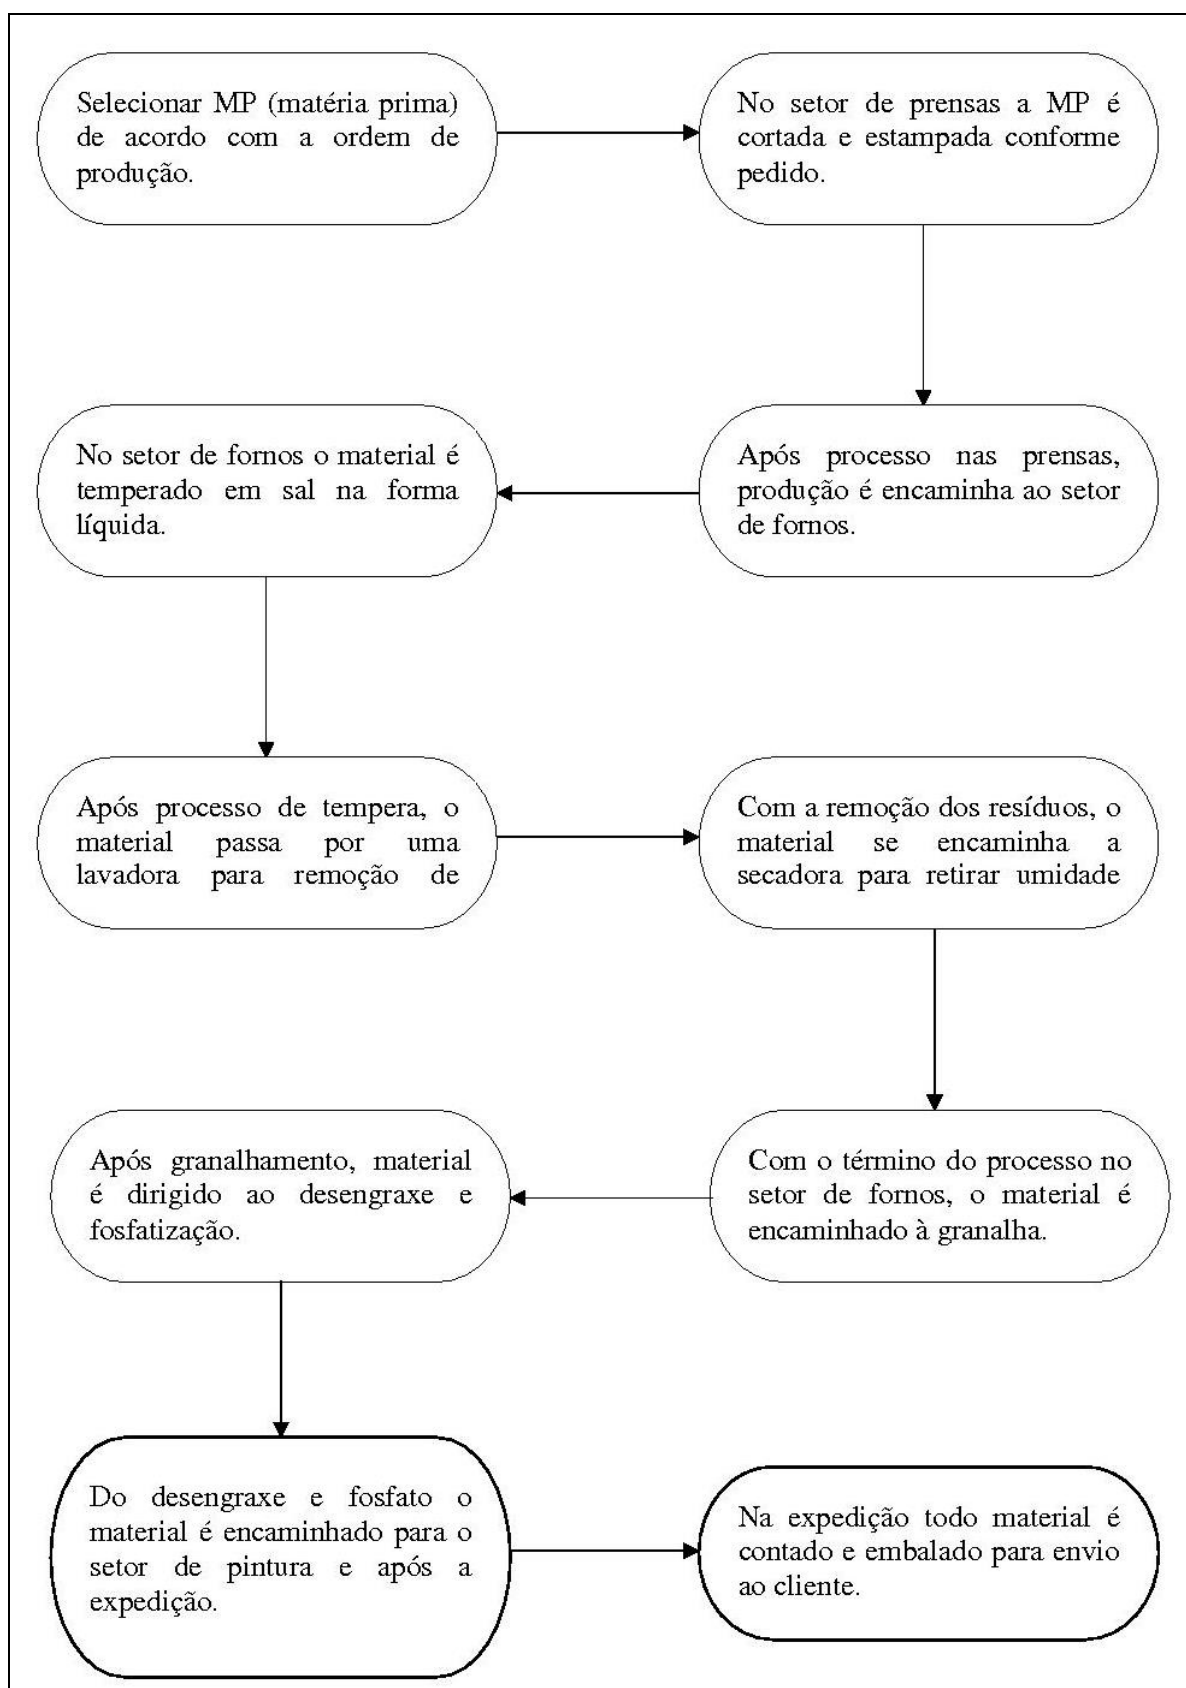 Selecionar MP (matéria prima)
de acordo com a ordem de
produção.
No setor de prensas a MP é
cortada e estampada conforme
pedido.
Após processo nas prensas,
produção é encaminha ao setor
de fornos.
No setor de fornos o material é
temperado em sal na forma
líquida.
Após processo de tempera, o
material passa por uma
lavadora para remoção de
Com a remoção dos resíduos, o
material se encaminha a
secadora para retirar umidade
Com o término do processo no
setor de fornos, o material é
encaminhado à granalha.
Após granalhamento, material
é dirigido ao desengraxe e
fosfatização.
Do desengraxe e fosfato o
material é encaminhado para o
setor de pintura e após a
expedição.
Na expedição todo material é
contado e embalado para envio
ao cliente.